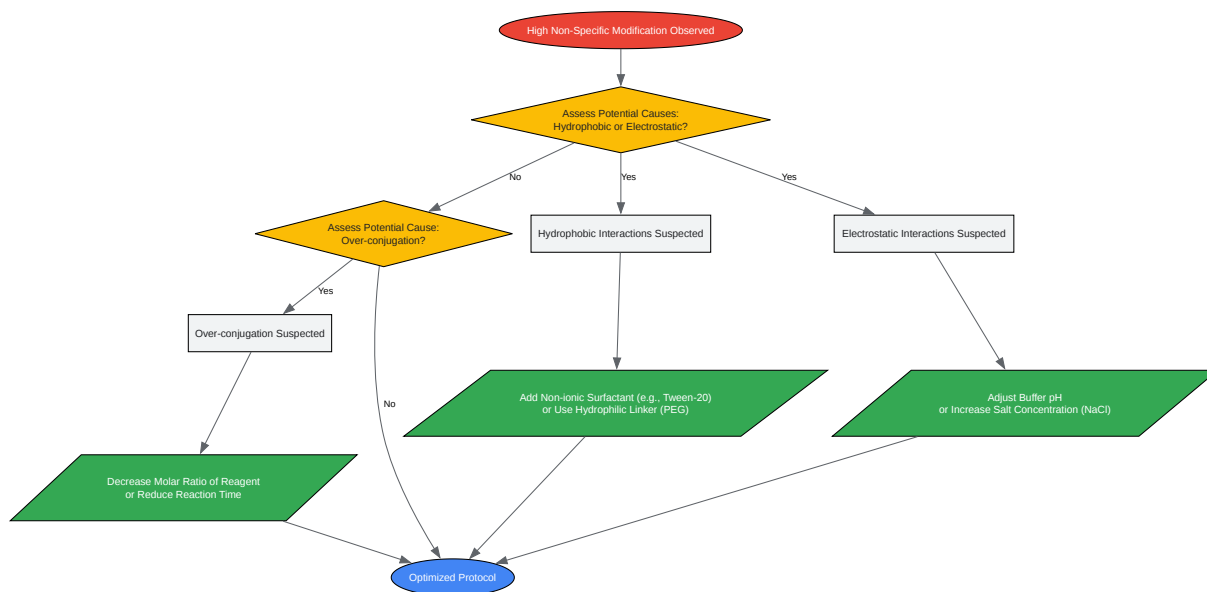 High Non-Specific Modification Observed
Assess Potential Causes:
Hydrophobic or Electrostatic?
No
Yes
Yes
Assess Potential Cause:
Over-conjugation?
Hydrophobic Interactions Suspected
Electrostatic Interactions Suspected
Yes
Over-conjugation Suspected
No
Add Non-ionic Surfactant (e.g., Tween-20)
or Use Hydrophilic Linker (PEG)
Adjust Buffer pH
or Increase Salt Concentration (NaCl)
Decrease Molar Ratio of Reagent
or Reduce Reaction Time
Optimized Protocol